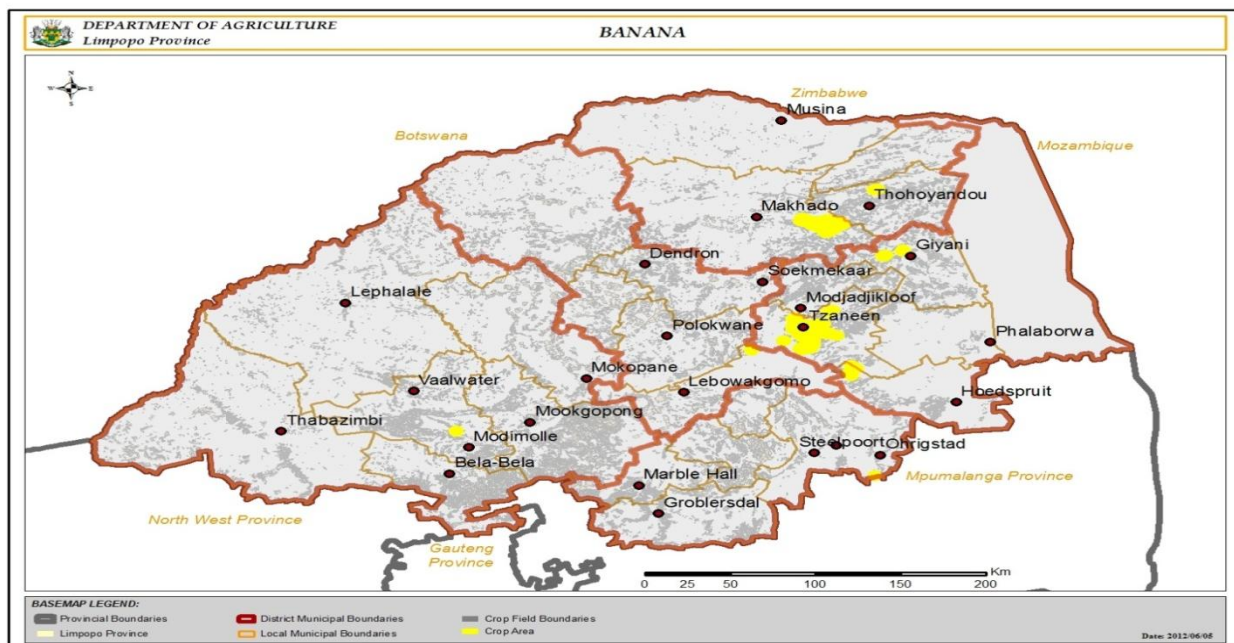 DEPARTMENT OF AGRICULTURE
Limpopo Province
BANANA
N
W E
S
Zimbabwe
Musina
Botswana
Mozambique
Thohoyandou
Makhado
Giyani
Dendron
Soekmekaar
Lephalale
Modjadjikloof
Tzaneen
Polokwane
Phalaborwa
Mokopane
Vaalwater
Lebowakgomo
Hoedspruit
Mookgopong
Thabazimbi
Modimolle
Steelpoort
Ohrigstad
Bela-Bela
Mpumalanga Province
Marble Hall
Groblersdal
North West Province
Gauteng
Province
Km
0 25 50 100 150 200
BASEMAP LEGEND:
Provincial Boundaries
District Municipal Boundaries
Crop Field Boundaries
Limpopo Province
Local Municipal Boundaries
Crop Area
Date: 2012/06/05